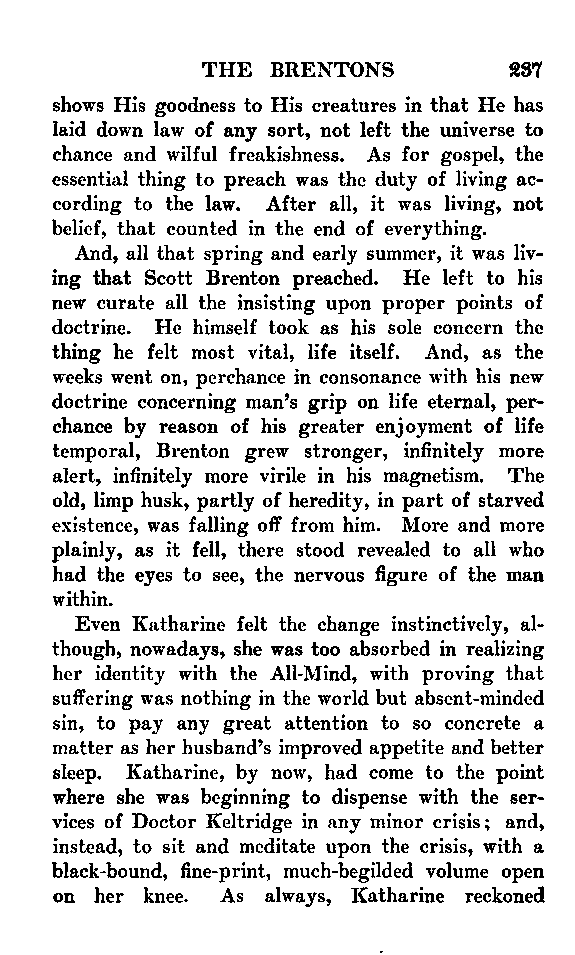 THE BRENTONS 237
shows His goodness to His creatures in that He has
laid down law of any sort, not left the universe to
chance and wilful freakishness. As for gospel, the
essential thing to preach was the duty of living ac-
cording to the law. After all, it was living, not
belief, that counted in the end of everything.
And, all that spring and early summer, it was liv-
ing that Scott Brenton preached. He left to his
new curate all the insisting upon proper points of
doctrine. He himself took as his sole concern the
thing he felt most vital, life itself. And, as the
weeks went on, perchance in consonance with his new
doctrine concerning man's grip on life eternal, per-
chance by reason of his greater enjoyment of life
temporal, Brenton grew stronger, infinitely more
alert, infinitely more virile in his magnetism. The
old, limp husk, partly of heredity, in part of starved
existence, was falling off from him. More and more
plainly, as it fell, there stood revealed to all who
had the eyes to see, the nervous figure of the man
within.
Even Katharine felt the change instinctively, al-
though, nowadays, she was too absorbed in realizing
her identity with the All-Mind, with proving that
suffering was nothing in the world but absent-minded
sin, to pay any great attention to so concrete a
matter as her husband's improved appetite and better
sleep. Katharine, by now, had come to the point
where she was beginning to dispense with the ser-
vices of Doctor Keltridge in any minor crisis; and,
instead, to sit and meditate upon the crisis, with a
black-bound, fine-print, much-begilded volume open
on her knee. As always, Katharine reckoned